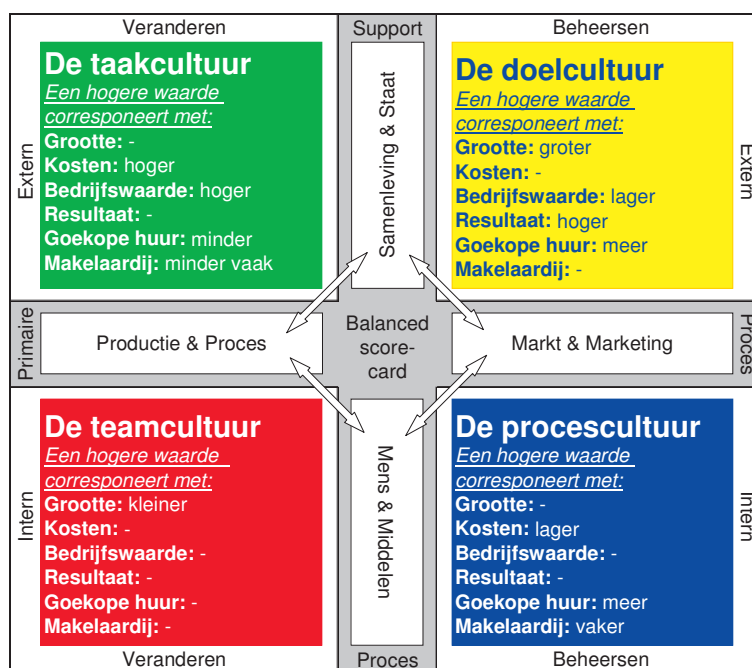 Veranderen
Support
Beheersen
Extern
De taakcultuur
Een hogere waarde
corresponeert met:
Grootte: -
Kosten: hoger
Bedrijfswaarde: hoger
Resultaat: -
Goekope huur: minder
Makelaardij: minder vaak
Samenleving & Staat
De doelcultuur
Een hogere waarde
corresponeert met:
Grootte: groter
Kosten: -
Bedrijfswaarde: lager
Resultaat: hoger
Goekope huur: meer
Makelaardij: -
Extern
Primaire
Productie & Proces
Balanced
score-
card
Markt & Marketing
Proces
Intern
De teamcultuur
Een hogere waarde
corresponeert met:
Grootte: kleiner
Kosten: -
Bedrijfswaarde: -
Resultaat: -
Goekope huur: -
Makelaardij: -
Mens & Middelen
De procescultuur
Een hogere waarde
corresponeert met:
Grootte: -
Kosten: lager
Bedrijfswaarde: -
Resultaat: -
Goekope huur: meer
Makelaardij: vaker
Intern
Veranderen
Proces
Beheersen